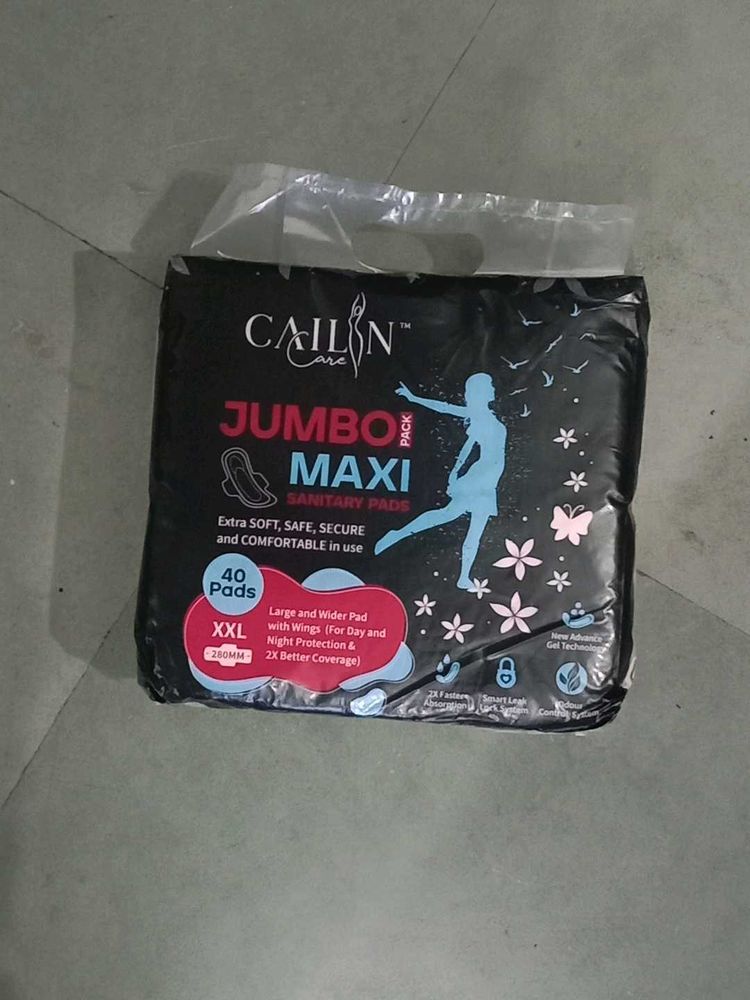 CAILIN™
Care
JUMBO PACK
MAXI
SANITARY PADS
Extra SOFT, SAFE, SECURE
and COMFORTABLE in use
40
Pads
XXL
280MM
Large and Wider Pad
with Wings (For Day and
Night Protection &
2X Better Coverage)
New Advance
Gel Technology
2X Faster
Absorption
Smart Leak
Lock System
Odour
Control System